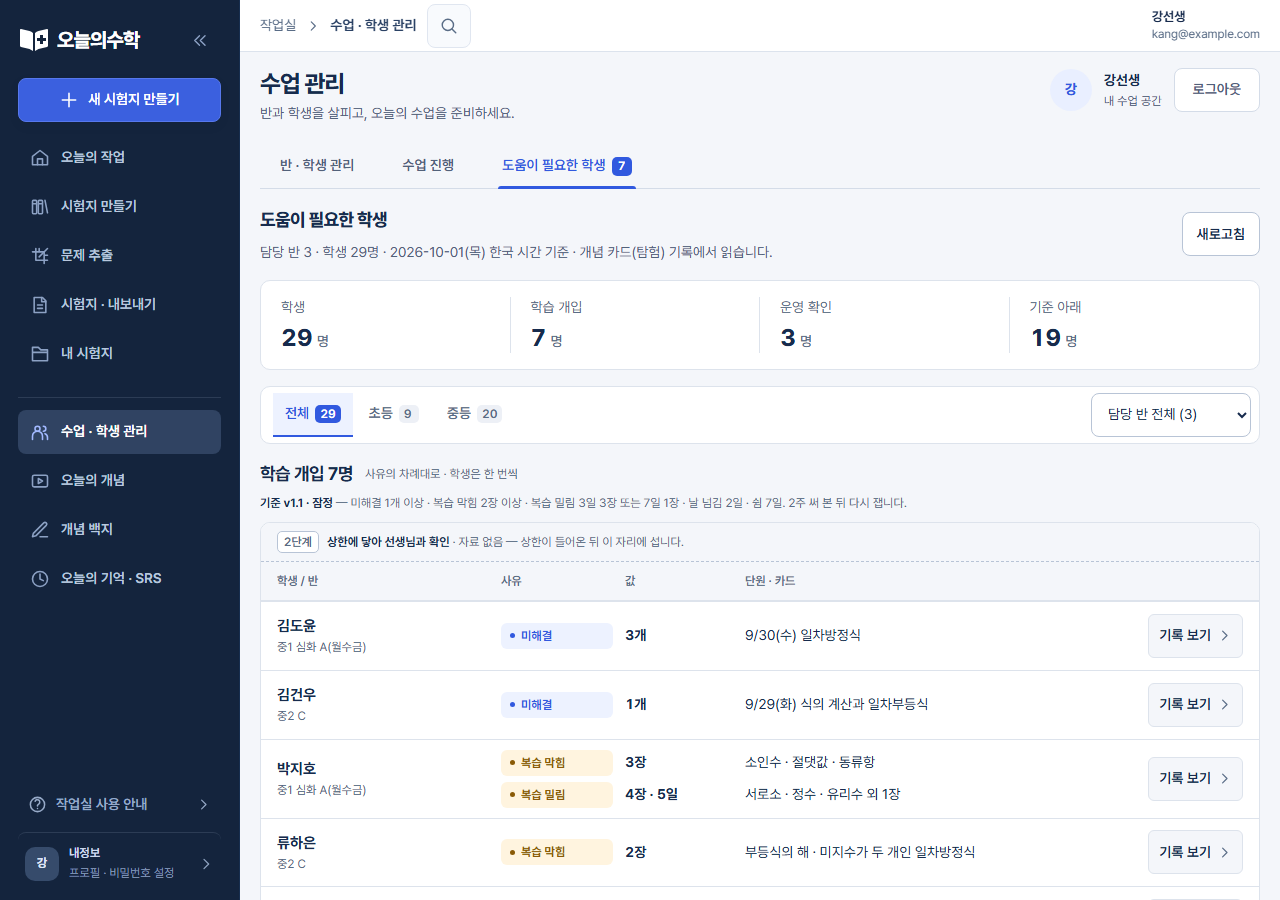 오늘의수학
새 시험지 만들기
오늘의 작업
시험지 만들기
문제 추출
시험지 · 내보내기
내 시험지
수업 · 학생 관리
오늘의 개념
개념 백지
오늘의 기억 · SRS
작업실 사용 안내
강
내정보
프로필 · 비밀번호 설정
작업실 수업 · 학생 관리
강선생
kang@example.com
수업 관리
반과 학생을 살피고, 오늘의 수업을 준비하세요.
강
강선생
내 수업 공간
로그아웃
반 · 학생 관리 수업 진행 도움이 필요한 학생 7
도움이 필요한 학생
담당 반 3 · 학생 29명 · 2026-10-01(목) 한국 시간 기준 · 개념 카드(탐험) 기록에서 읽습니다.
새로고침
학생 학습 개입 운영 확인 기준 아래
29 명 7 명 3 명 19 명
전체 29 초등 9 중등 20 담당 반 전체 (3)
학습 개입 7명 사유의 차례대로 · 학생은 한 번씩
기준 v1.1 · 잠정 — 미해결 1개 이상 · 복습 막힘 2장 이상 · 복습 밀림 3일 3장 또는 7일 1장 · 날 넘김 2일 · 쉼 7일. 2주 써 본 뒤 다시 잽니다.
2단계 상한에 닿아 선생님과 확인 · 자료 없음 — 상한이 들어온 뒤 이 자리에 섭니다.
학생 / 반 사유 값 단원 · 카드
김도윤
중1 심화 A(월수금)
미해결 3개 9/30(수) 일차방정식 기록 보기
김건우
중2 C
미해결 1개 9/29(화) 식의 계산과 일차부등식 기록 보기
박지호
중1 심화 A(월수금)
복습 막힘 3장 소인수 · 절댓값 · 동류항
복습 밀림 4장 · 5일 서로소 · 정수 · 유리수 외 1장
기록 보기
류하은
중2 C
복습 막힘 2장 부등식의 해 · 미지수가 두 개인 일차방정식 기록 보기